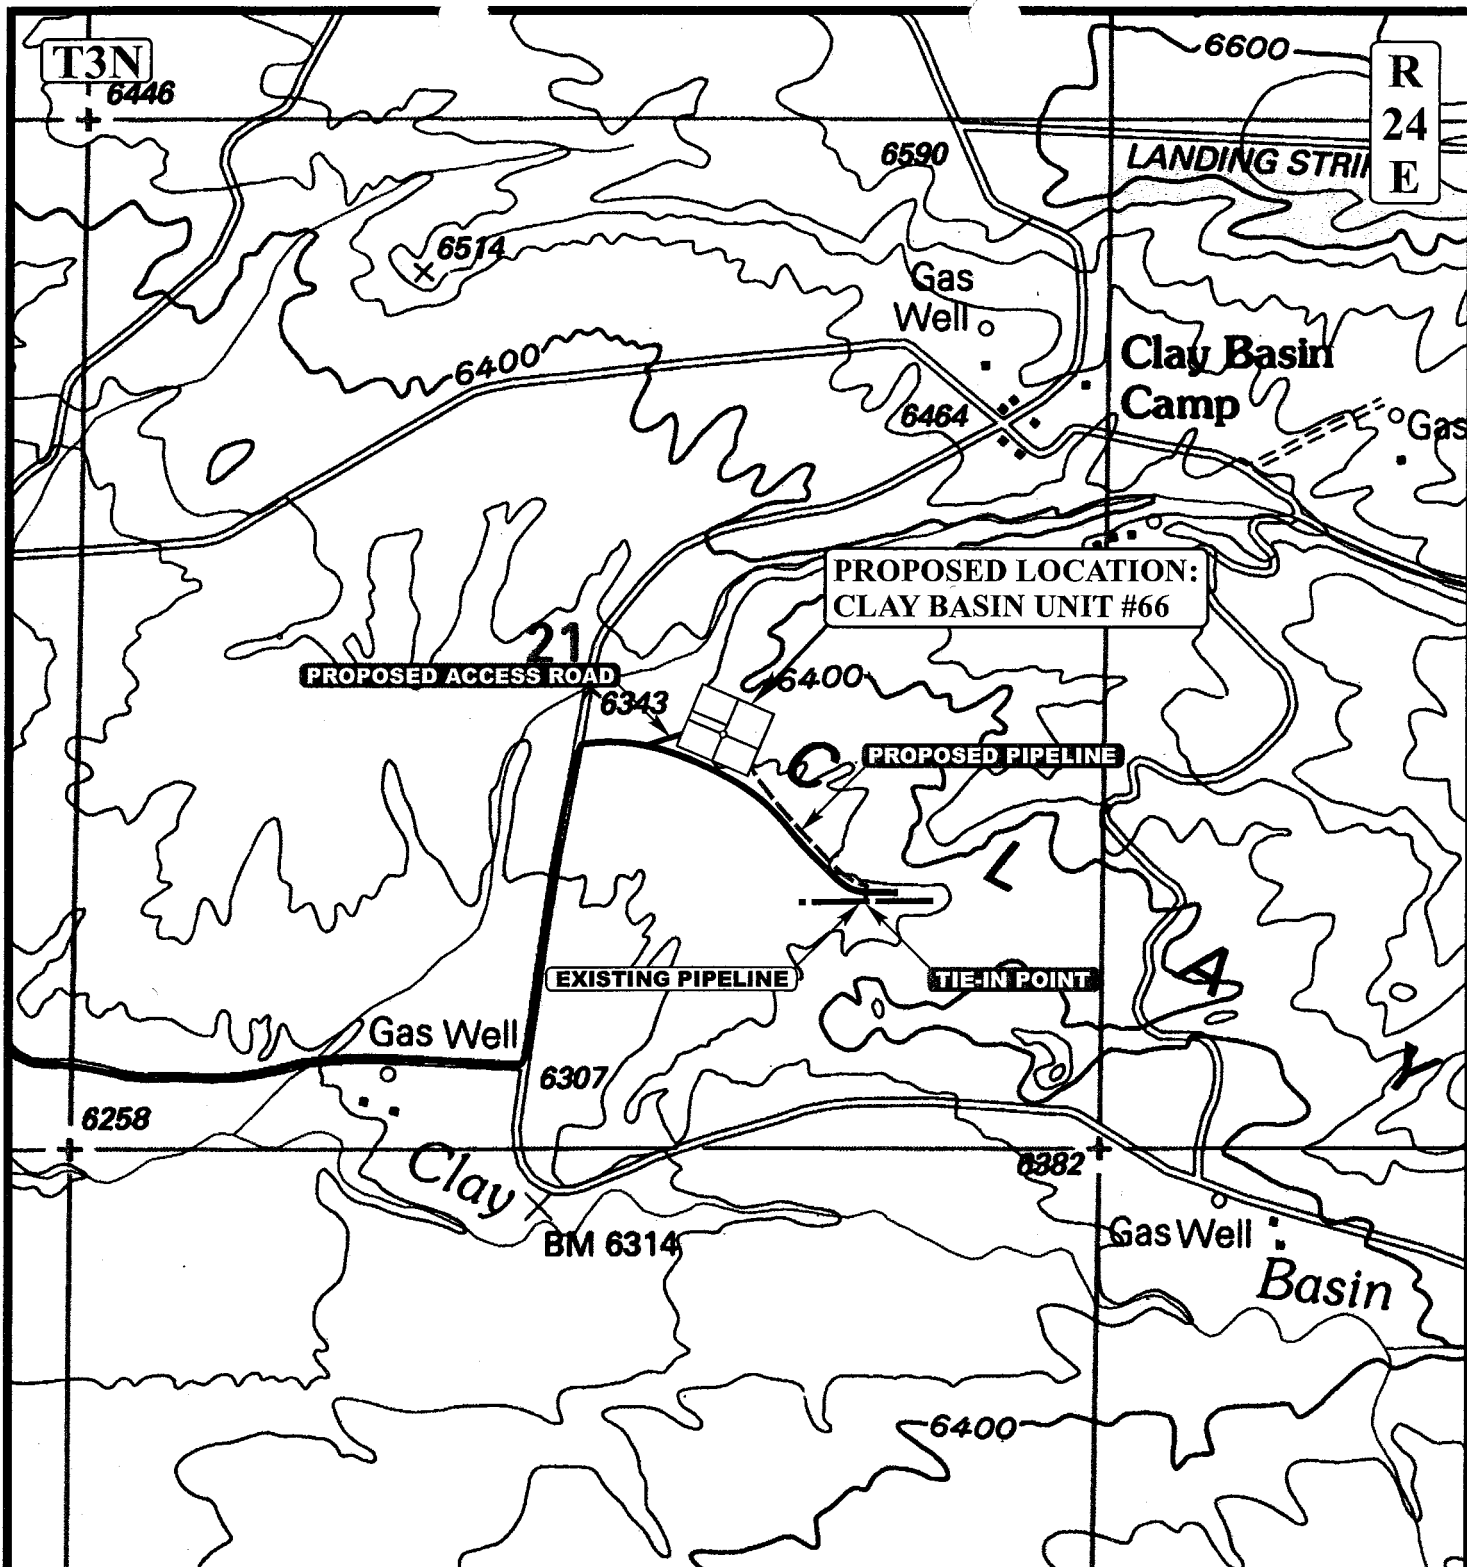 T3N
6446
6600
R
24
E
6590
LANDING STRI
6514
Gas
Well
Clay Basin
Camp
6400
6464
Gas
PROPOSED LOCATION:
CLAY BASIN UNIT #66
21
PROPOSED ACCESS ROAD
6343
6400
C
PROPOSED PIPELINE
L
A
Y
EXISTING PIPELINE
TIE-IN POINT
Gas Well
6307
6258
Clay
6382
BM 6314
Gas Well
Basin
6400